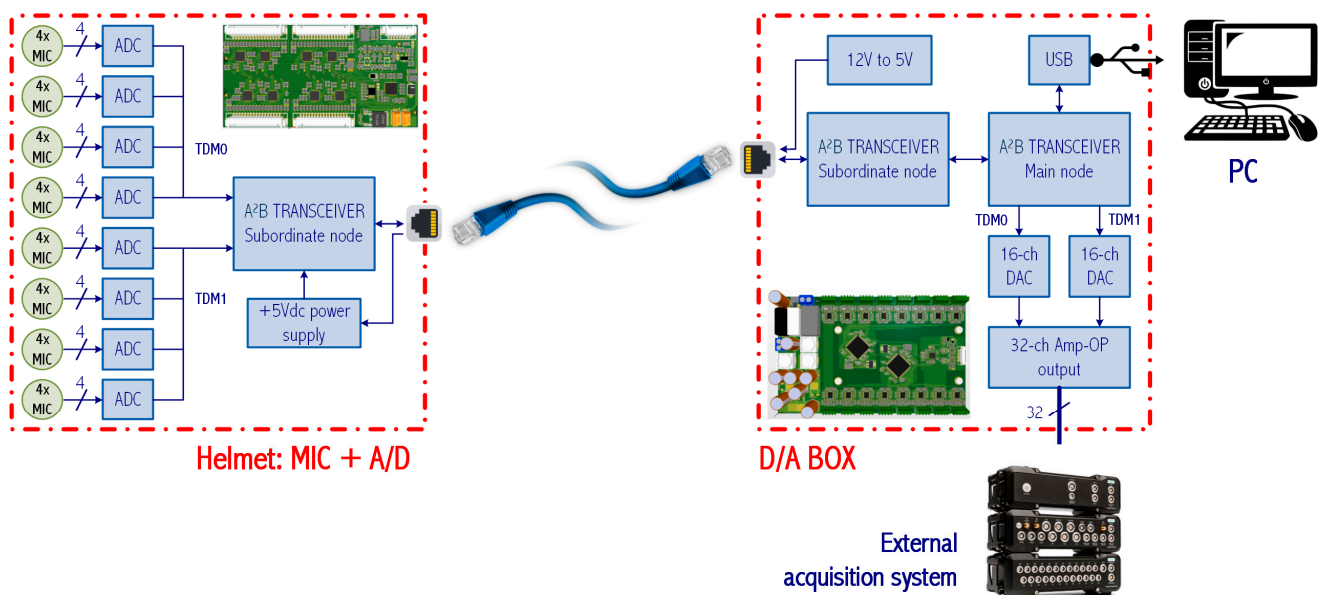 4x
MIC
4
ADC
4x
MIC
4
ADC
4x
MIC
4
ADC
TDM0
4x
MIC
4
ADC
4x
MIC
4
ADC
4x
MIC
4
ADC
TDM1
4x
MIC
4
ADC
4x
MIC
4
ADC
A²B TRANSCEIVER
Subordinate node
+5Vdc power
supply
Helmet: MIC + A/D
12V to 5V
USB
A²B TRANSCEIVER
Subordinate node
A²B TRANSCEIVER
Main node
TDM0
TDM1
16-ch
DAC
16-ch
DAC
32-ch Amp-OP
output
32
D/A BOX
PC
External
acquisition system